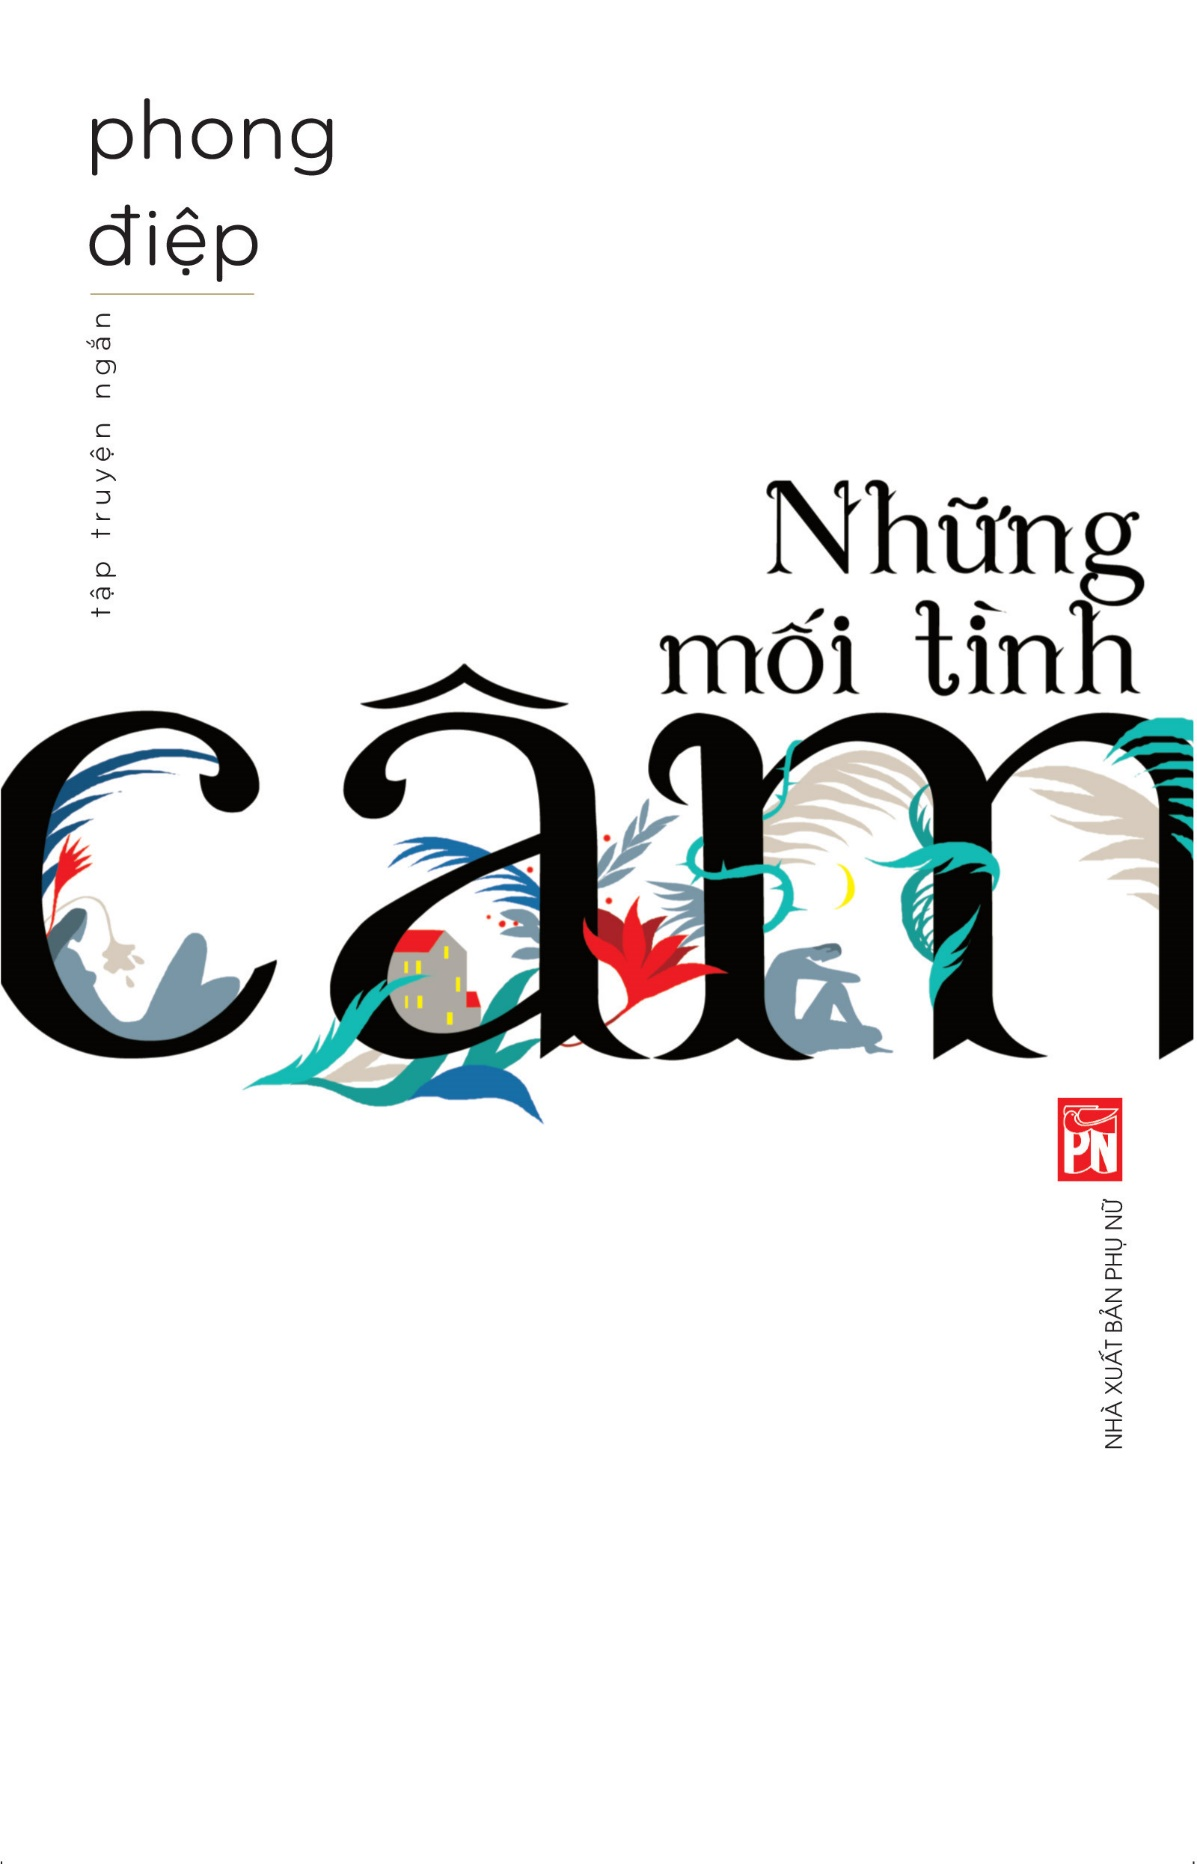 phong
điệp
tập truyện ngắn
Những
mối tình
câm
PN
NHÀ XUẤT BẢN PHỤ NỮ